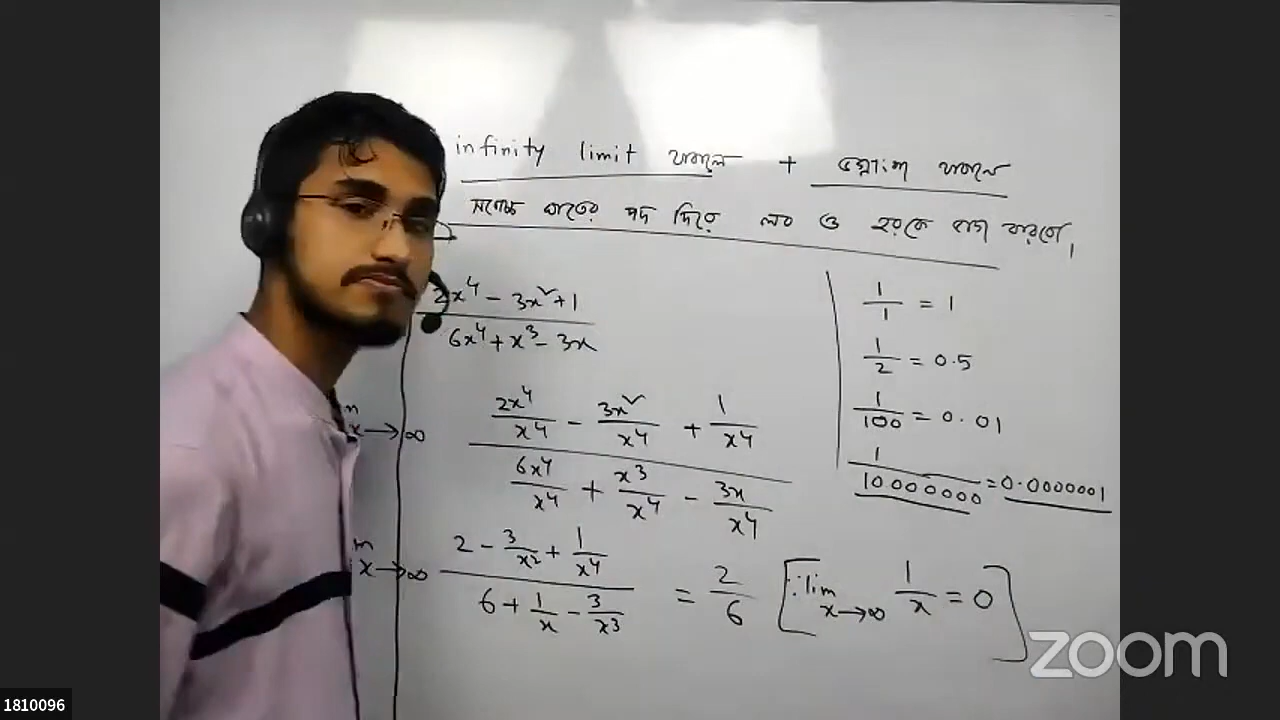 infinity limit থাকলে + ভগ্নাংশ থাকলে
সর্বোচ্চ ঘাতের পদ দিয়ে লব ও হরকে ভাগ করবো।
2x⁴ - 3x² + 1
6x⁴ + x³ - 3x
x→∞
2x⁴/x⁴ - 3x²/x⁴ + 1/x⁴
6x⁴/x⁴ + x³/x⁴ - 3x/x⁴
x→∞
2 - 3/x² + 1/x⁴
6 + 1/x - 3/x³
= 2/6 [∵ lim x→∞ 1/x = 0]
1/1 = 1
1/2 = 0.5
1/100 = 0.01
1/10000000 = 0.0000001
zoom
1810096